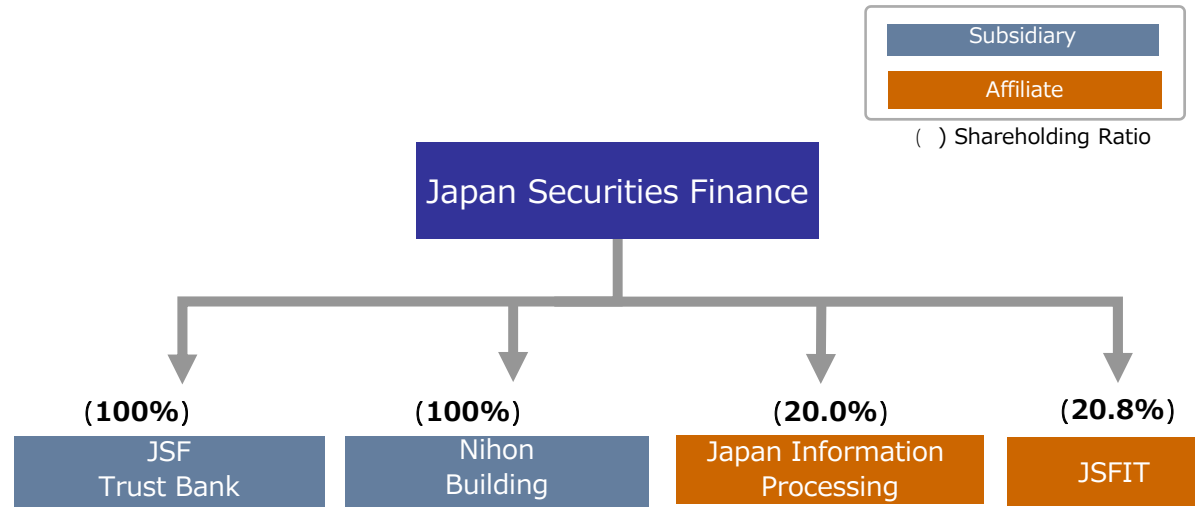 Subsidiary
Affiliate
( ) Shareholding Ratio
Japan Securities Finance
(100%)
(100%)
(20.0%)
(20.8%)
JSF
Trust Bank
Nihon
Building
Japan Information
Processing
JSFIT